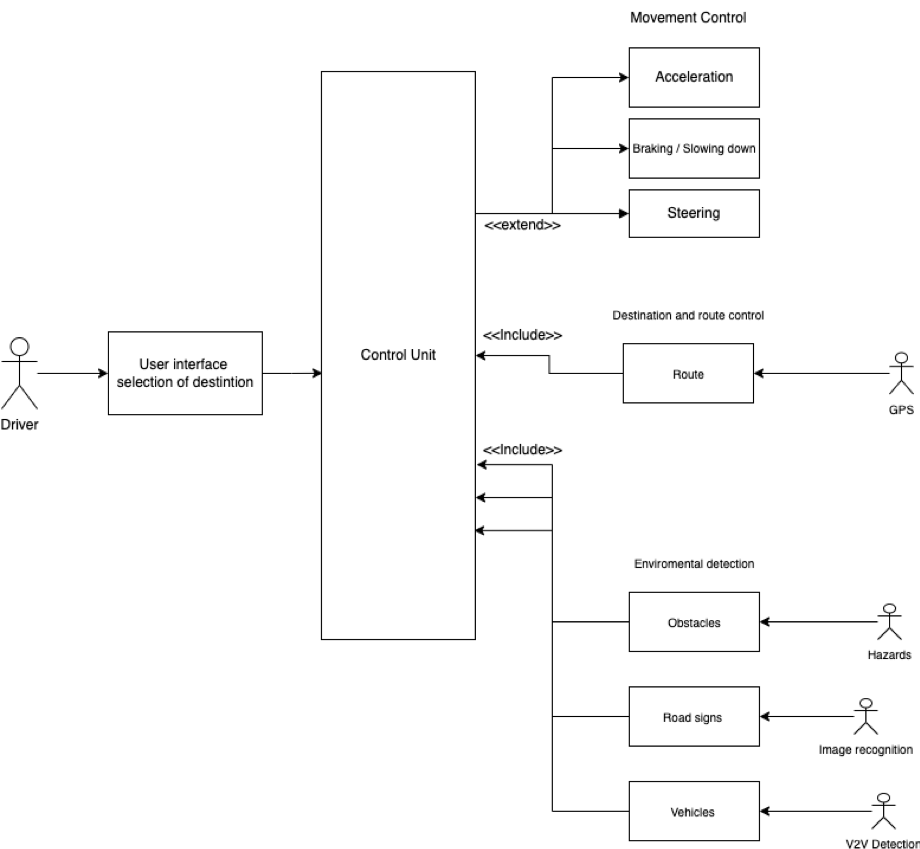 Movement Control
Acceleration
Braking / Slowing down
Steering
<<extend>>
Destination and route control
<<Include>>
Control Unit
User interface
selection of destintion
Route
Driver
GPS
<<Include>>
Enviromental detection
Obstacles
Hazards
Road signs
Image recognition
Vehicles
V2V Detection